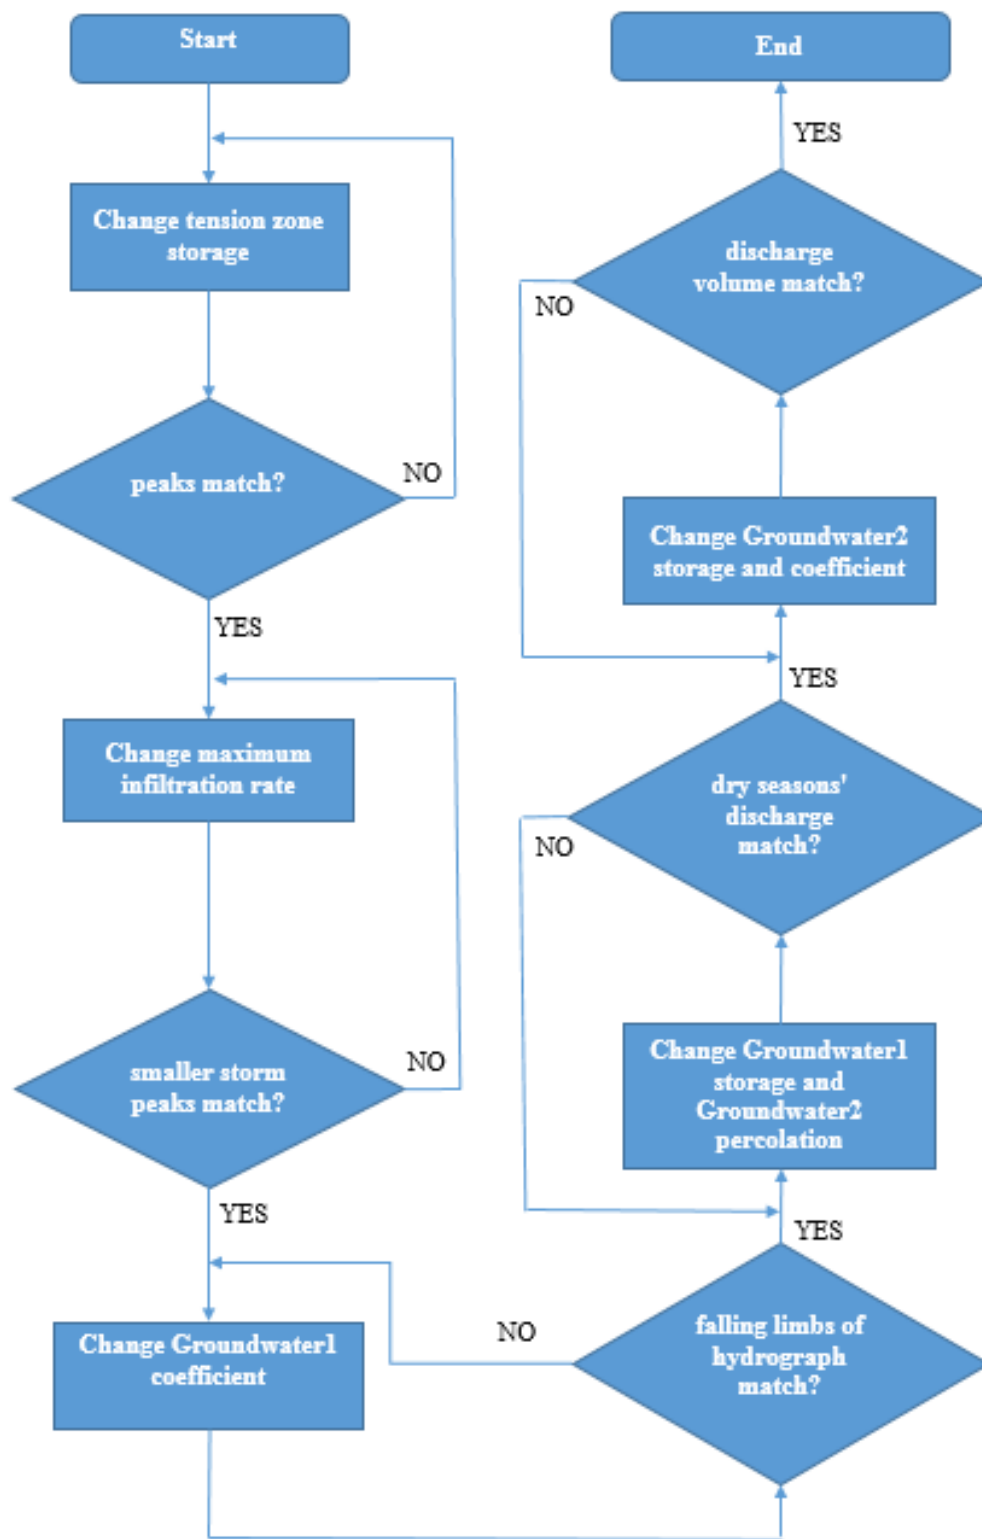 Start
Change tension zone
storage
peaks match?
NO
YES
Change maximum
infiltration rate
smaller storm
peaks match?
NO
YES
Change Groundwater1
coefficient
falling limbs of
hydrograph
match?
NO
YES
Change Groundwater1
storage and
Groundwater2
percolation
dry seasons'
discharge
match?
NO
YES
Change Groundwater2
storage and coefficient
discharge
volume match?
NO
YES
End